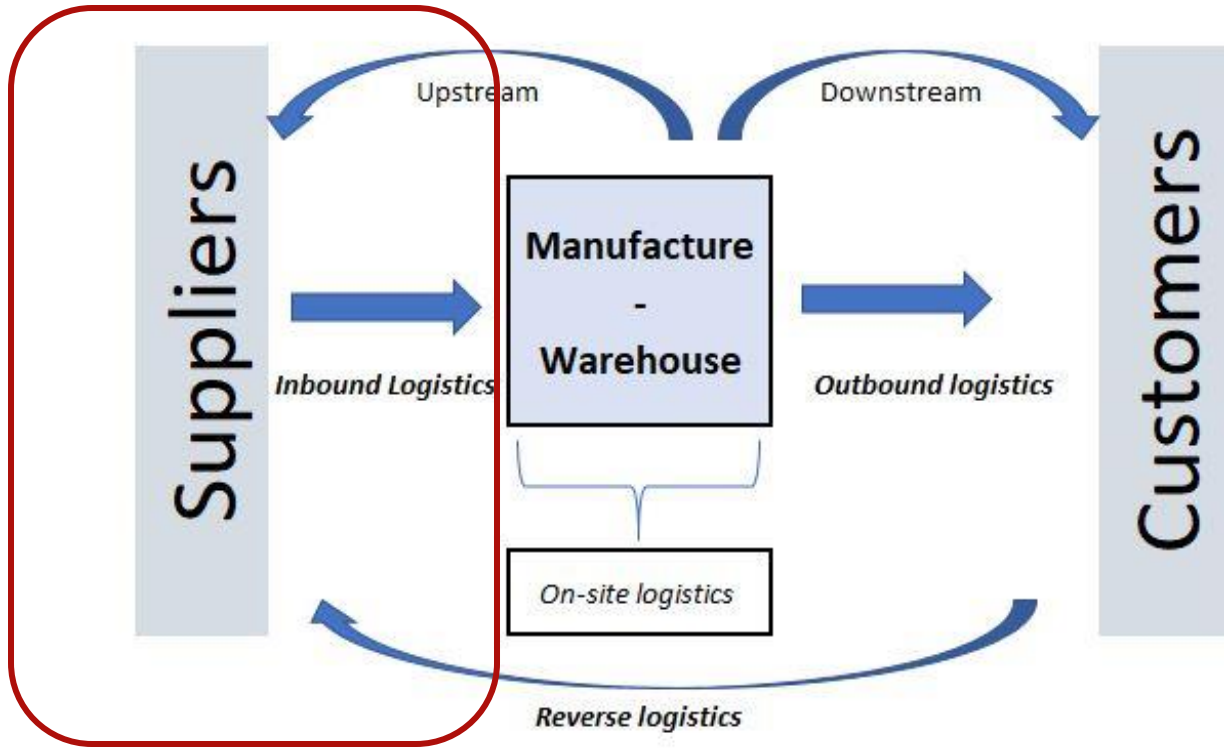 Upstream
Downstream
Suppliers
Manufacture
-
Warehouse
Customers
Inbound Logistics
Outbound logistics
On-site logistics
Reverse logistics